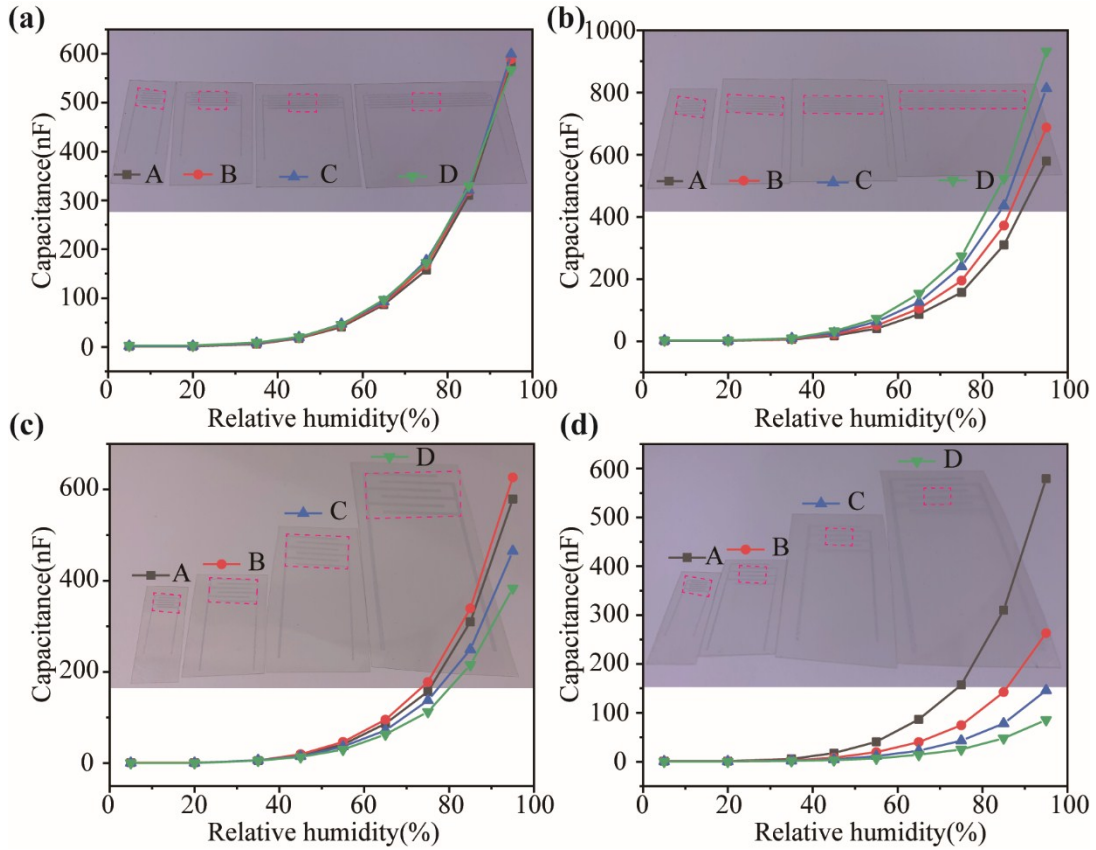 (a)
Capacitance(nF)
600
500
400
300
200
100
0
A B C D
0 20 40 60 80 100
Relative humidity(%)
(b)
Capacitance(nF)
1000
800
600
400
200
0
A B C D
0 20 40 60 80 100
Relative humidity(%)
(c)
Capacitance(nF)
600
400
200
0
D
C
B
A
0 20 40 60 80 100
Relative humidity(%)
(d)
Capacitance(nF)
600
500
400
300
200
100
0
D
C
B
A
0 20 40 60 80 100
Relative humidity(%)